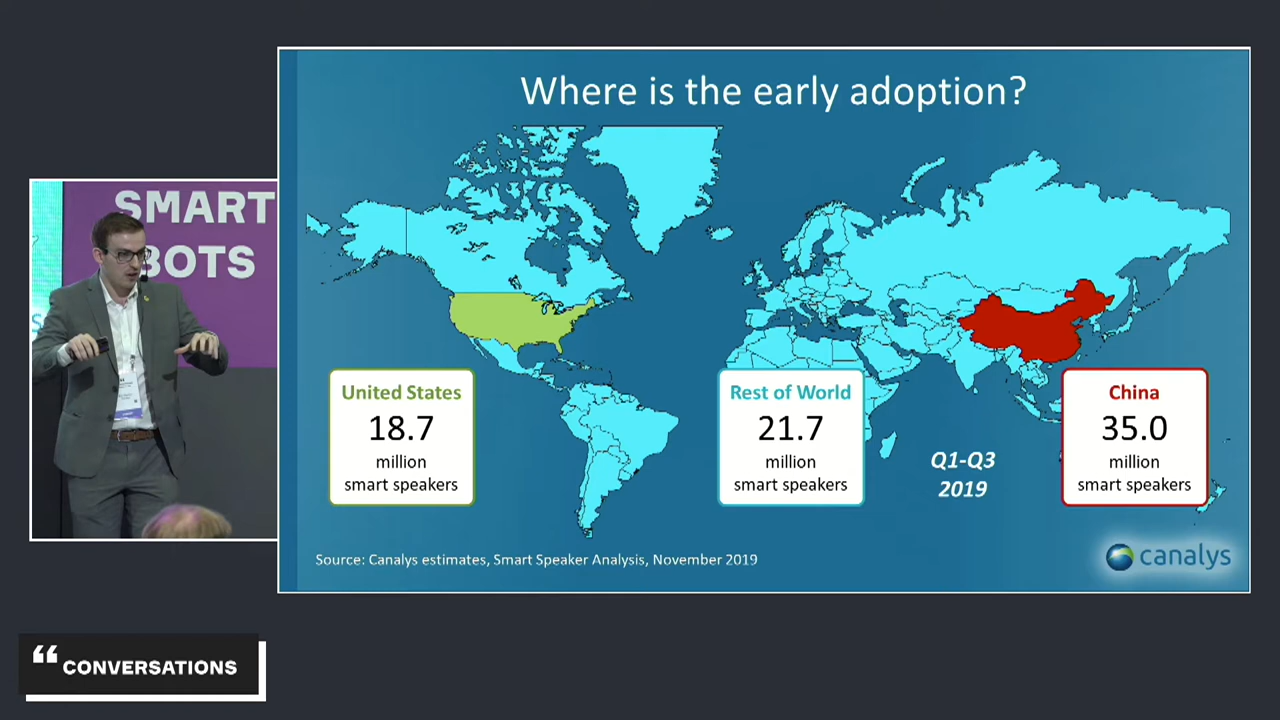 Where is the early adoption?
SMART
BOTS
United States
18.7
million
smart speakers
Rest of World
21.7
million
smart speakers
Q1-Q3
2019
China
35.0
million
smart speakers
Source: Canalys estimates, Smart Speaker Analysis, November 2019
canalys
“ CONVERSATIONS